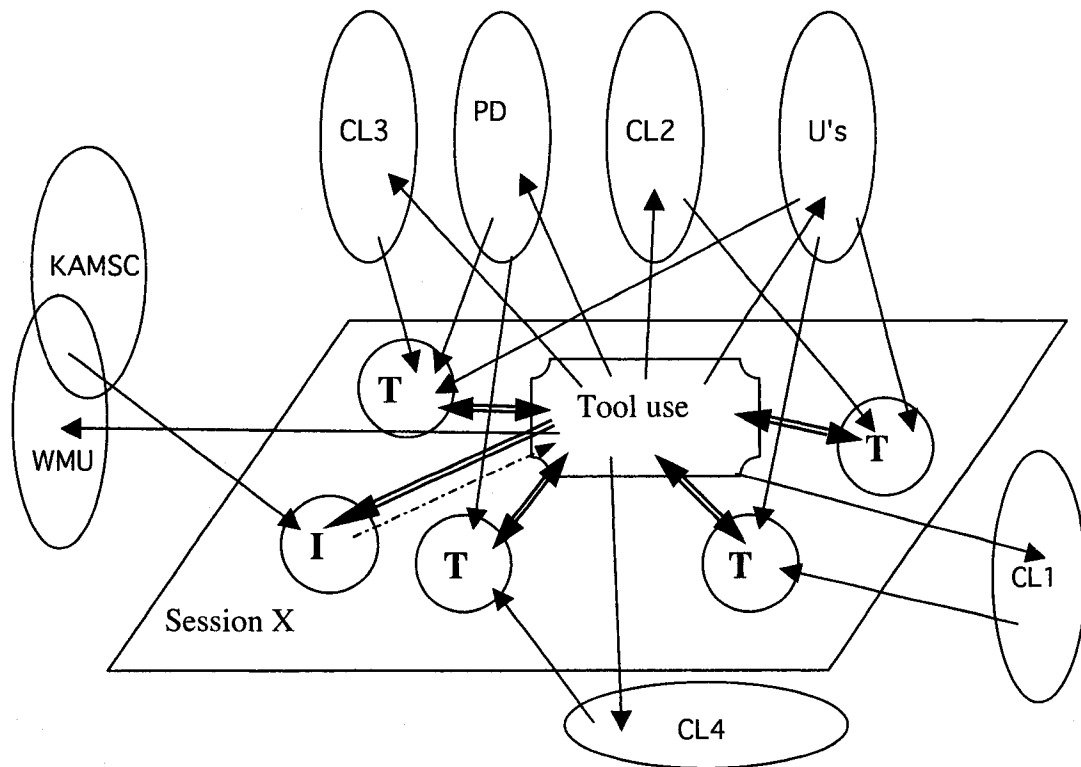 CL3
PD
CL2
U's
KAMSC
WMU
T
Tool use
T
I
T
T
CL1
Session X
CL4